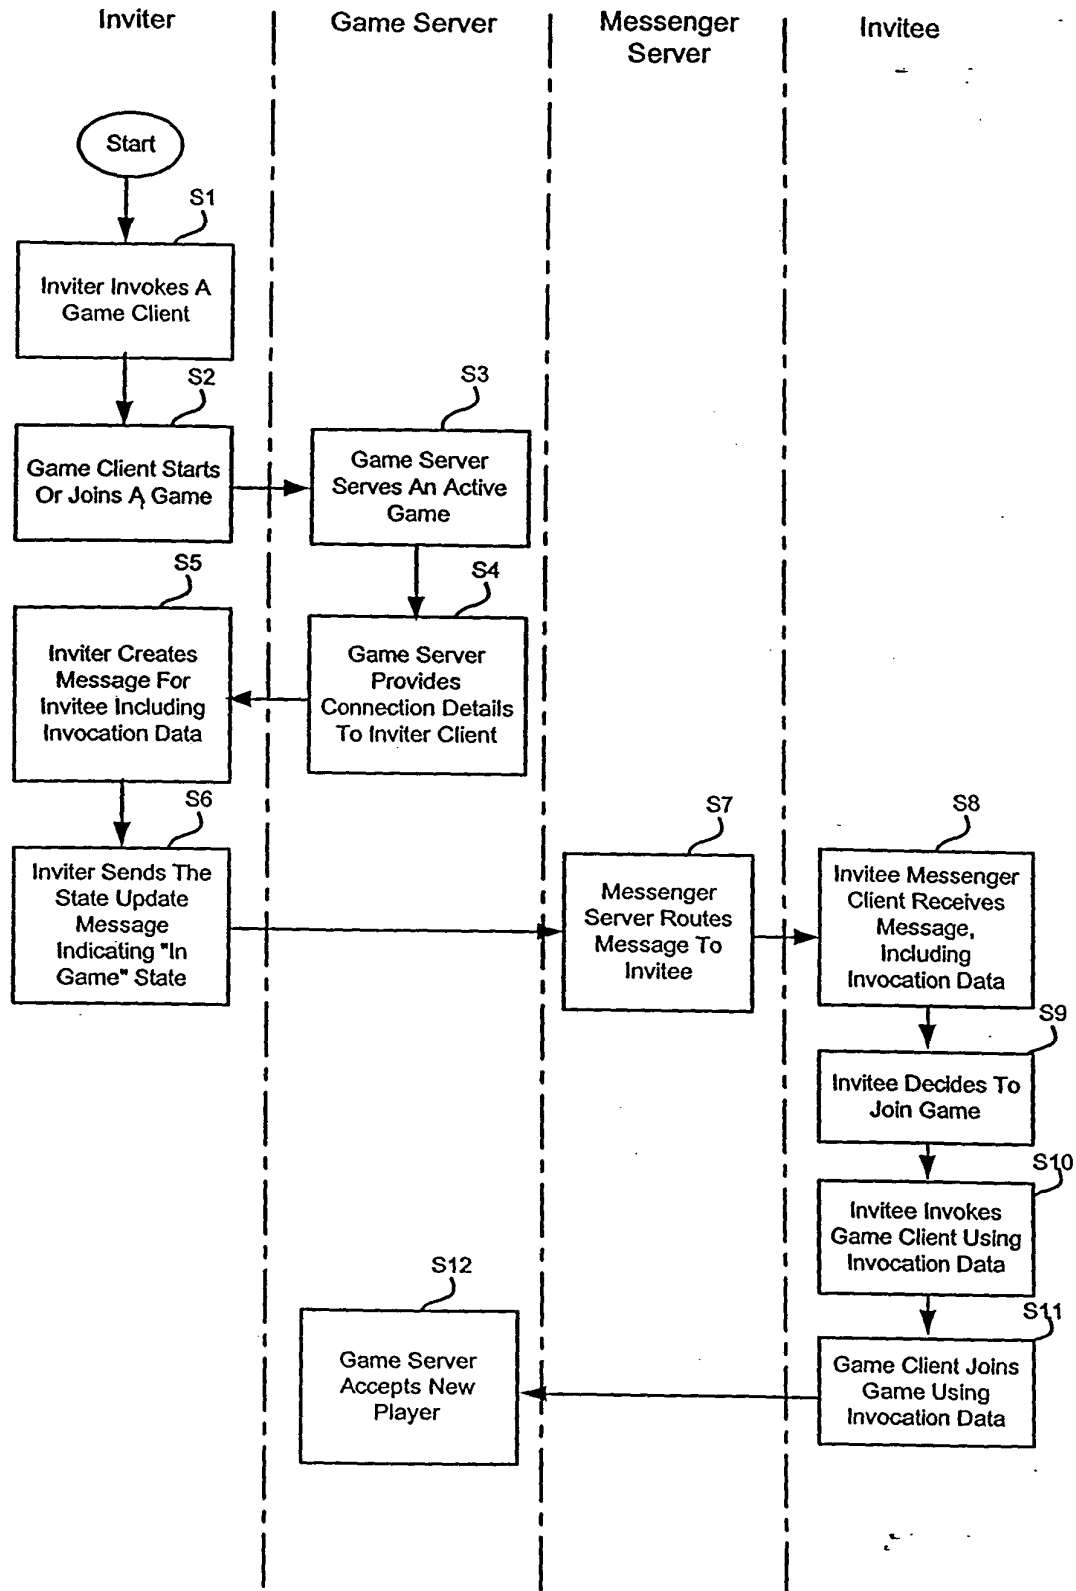 Inviter
Game Server
Messenger
Server
Invitee
Start
S1
Inviter Invokes A
Game Client
S2
Game Client Starts
Or Joins A Game
S3
Game Server
Serves An Active
Game
S4
Game Server
Provides
Connection Details
To Inviter Client
S5
Inviter Creates
Message For
Invitee Including
Invocation Data
S6
Inviter Sends The
State Update
Message
Indicating "In
Game" State
S7
Messenger
Server Routes
Message To
Invitee
S8
Invitee Messenger
Client Receives
Message,
Including
Invocation Data
S9
Invitee Decides To
Join Game
S10
Invitee Invokes
Game Client Using
Invocation Data
S11
Game Client Joins
Game Using
Invocation Data
S12
Game Server
Accepts New
Player